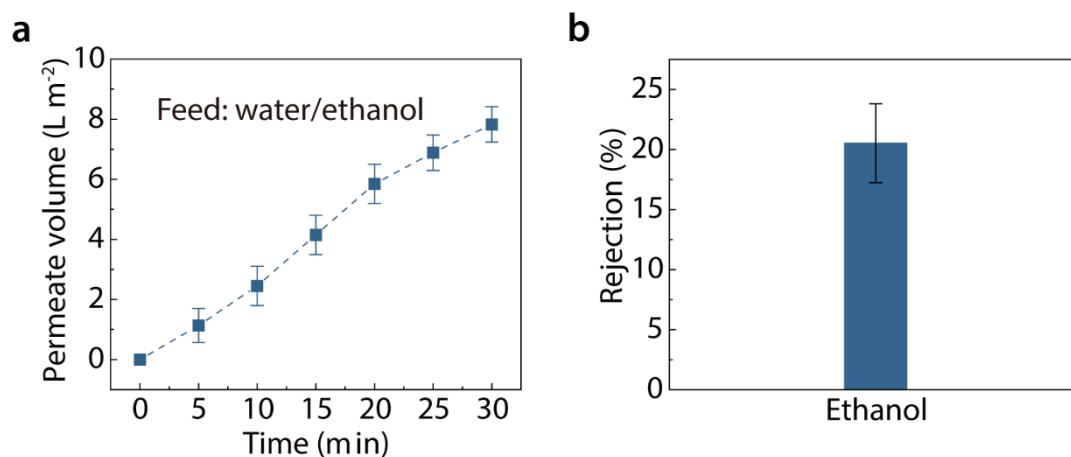 a
Permeate volume (L m⁻²)
10
8
6
4
2
0
Feed: water/ethanol
0 5 10 15 20 25 30
Time (min)
b
Rejection (%)
25
20
15
10
5
0
Ethanol